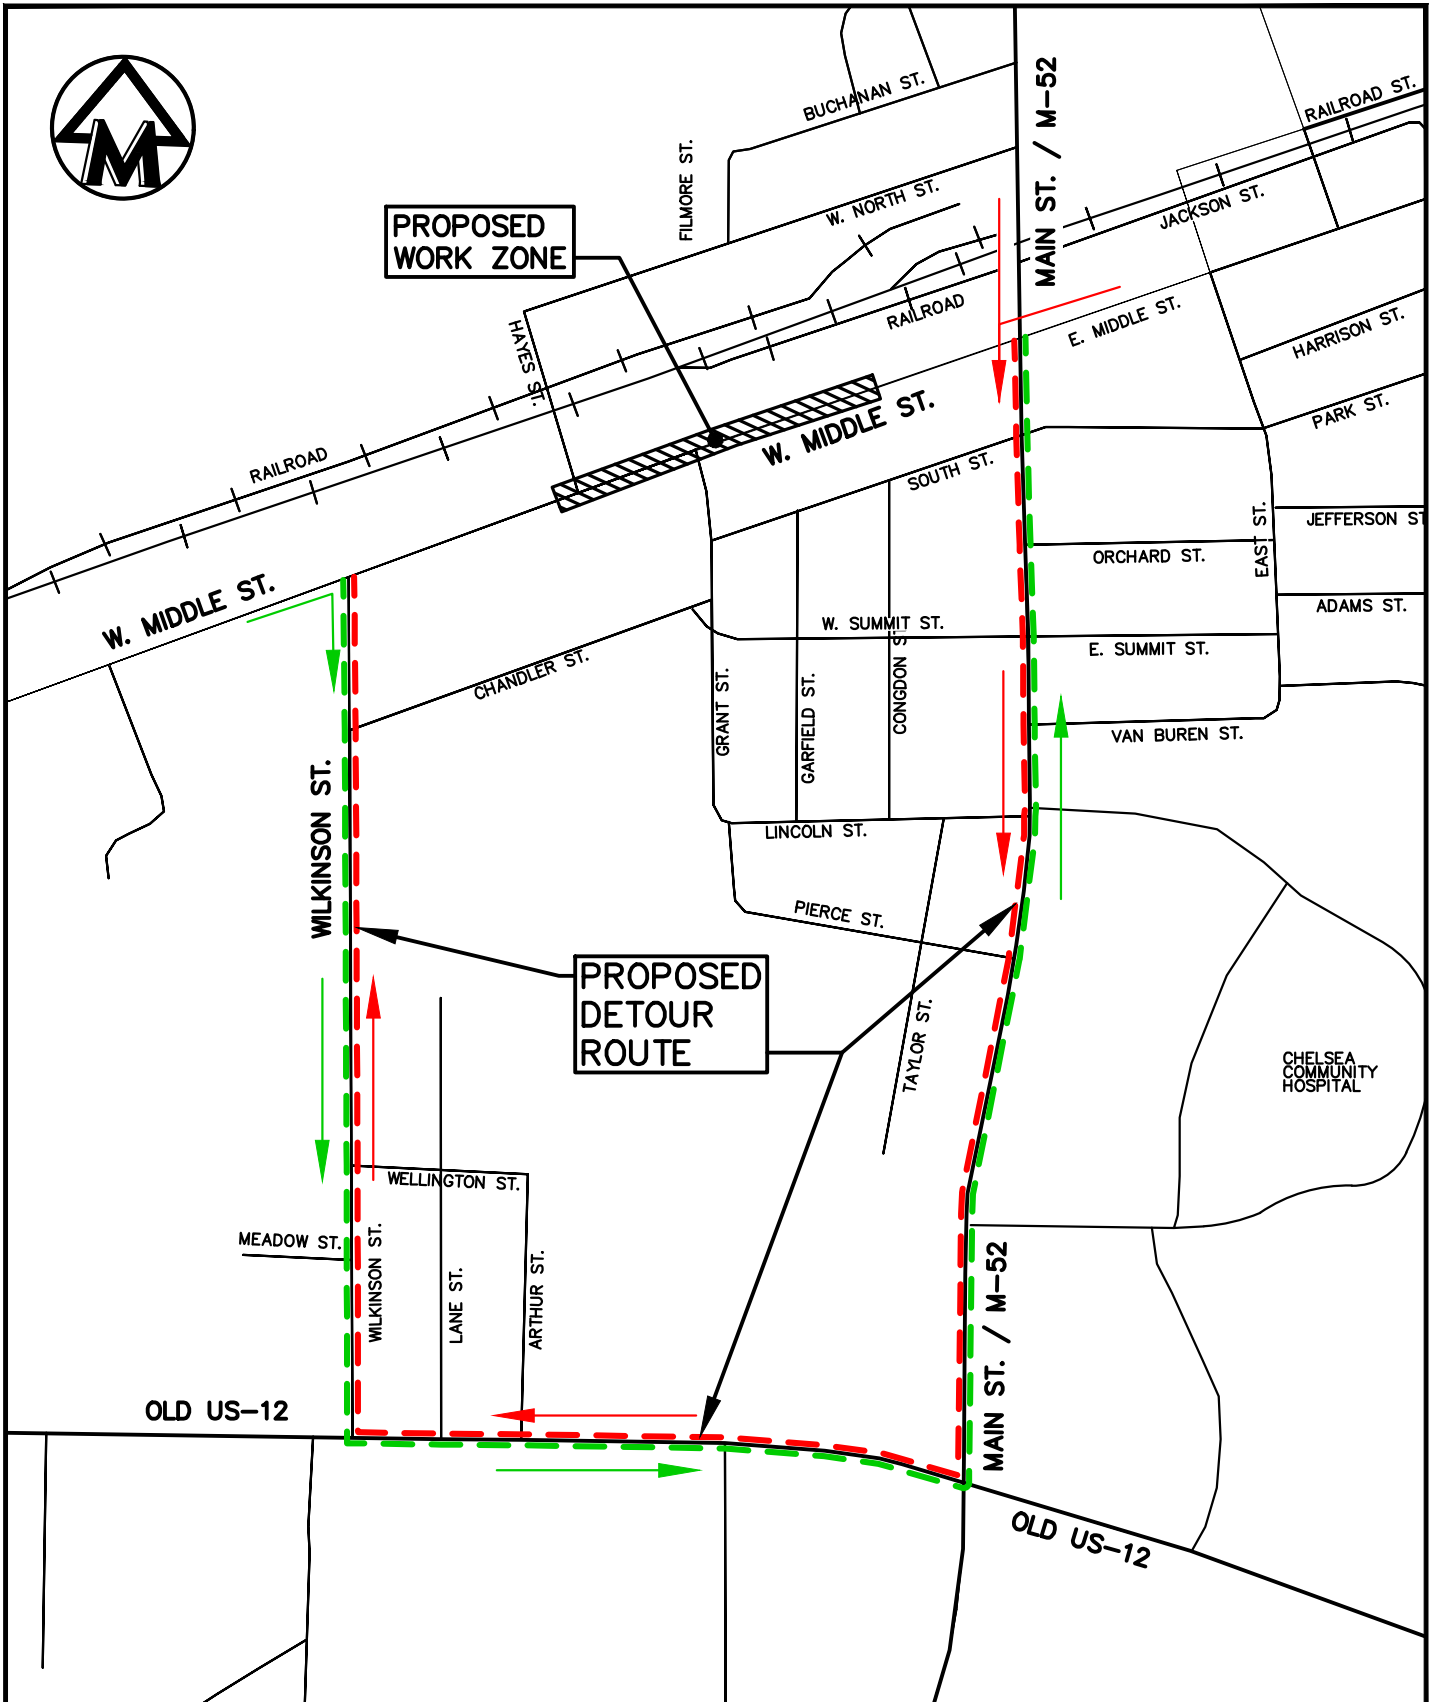 M
BUCHANAN ST.
MAIN ST. / M-52
RAILROAD ST.
FILMORE ST.
W. NORTH ST.
JACKSON ST.
PROPOSED
WORK ZONE
RAILROAD
E. MIDDLE ST.
HARRISON ST.
HAYES ST.
PARK ST.
W. MIDDLE ST.
RAILROAD
SOUTH ST.
JEFFERSON ST
EAST ST.
ORCHARD ST.
W. MIDDLE ST.
ADAMS ST.
W. SUMMIT ST.
E. SUMMIT ST.
CHANDLER ST.
GRANT ST.
GARFIELD ST.
CONGDON ST.
VAN BUREN ST.
WILKINSON ST.
LINCOLN ST.
PIERCE ST.
PROPOSED
DETOUR
ROUTE
TAYLOR ST.
CHELSEA
COMMUNITY
HOSPITAL
WELLINGTON ST.
MEADOW ST.
WILKINSON ST.
LANE ST.
ARTHUR ST.
MAIN ST. / M-52
OLD US-12
OLD US-12